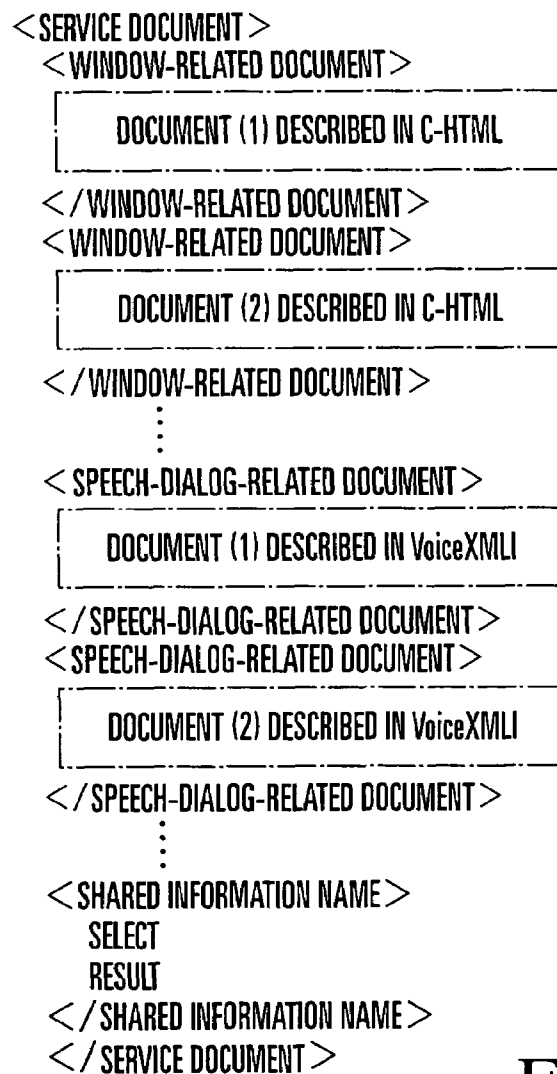 <SERVICE DOCUMENT>
<WINDOW-RELATED DOCUMENT>
DOCUMENT (1) DESCRIBED IN C-HTML
</WINDOW-RELATED DOCUMENT>
<WINDOW-RELATED DOCUMENT>
DOCUMENT (2) DESCRIBED IN C-HTML
</WINDOW-RELATED DOCUMENT>
<SPEECH-DIALOG-RELATED DOCUMENT>
DOCUMENT (1) DESCRIBED IN VoiceXMLI
</SPEECH-DIALOG-RELATED DOCUMENT>
<SPEECH-DIALOG-RELATED DOCUMENT>
DOCUMENT (2) DESCRIBED IN VoiceXMLI
</SPEECH-DIALOG-RELATED DOCUMENT>
<SHARED INFORMATION NAME>
SELECT
RESULT
</SHARED INFORMATION NAME>
</SERVICE DOCUMENT>